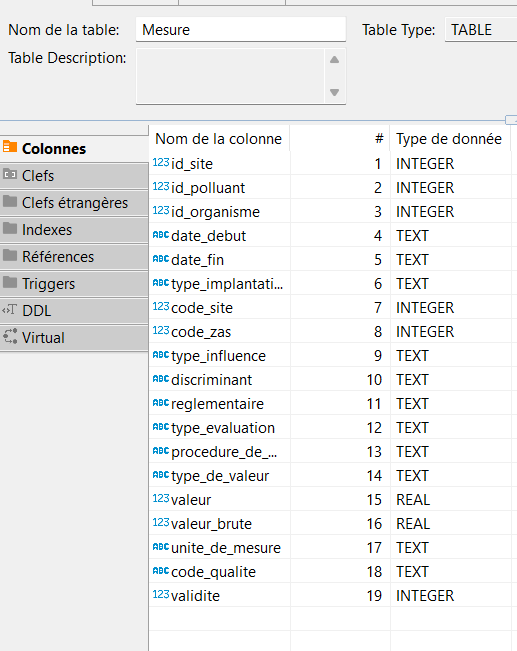 Nom de la table: Mesure Table Type: TABLE
Table Description:
Colonnes
Clefs
Clefs étrangères
Indexes
Références
Triggers
DDL
Virtual
Nom de la colonne # Type de donnée
123 id_site 1 INTEGER
123 id_polluant 2 INTEGER
123 id_organisme 3 INTEGER
ABC date_debut 4 TEXT
ABC date_fin 5 TEXT
ABC type_implantati... 6 TEXT
123 code_site 7 INTEGER
123 code_zas 8 INTEGER
ABC type_influence 9 TEXT
ABC discriminant 10 TEXT
ABC reglementaire 11 TEXT
ABC type_evaluation 12 TEXT
ABC procedure_de_... 13 TEXT
ABC type_de_valeur 14 TEXT
123 valeur 15 REAL
123 valeur_brute 16 REAL
ABC unite_de_mesure 17 TEXT
ABC code_qualite 18 TEXT
123 validite 19 INTEGER